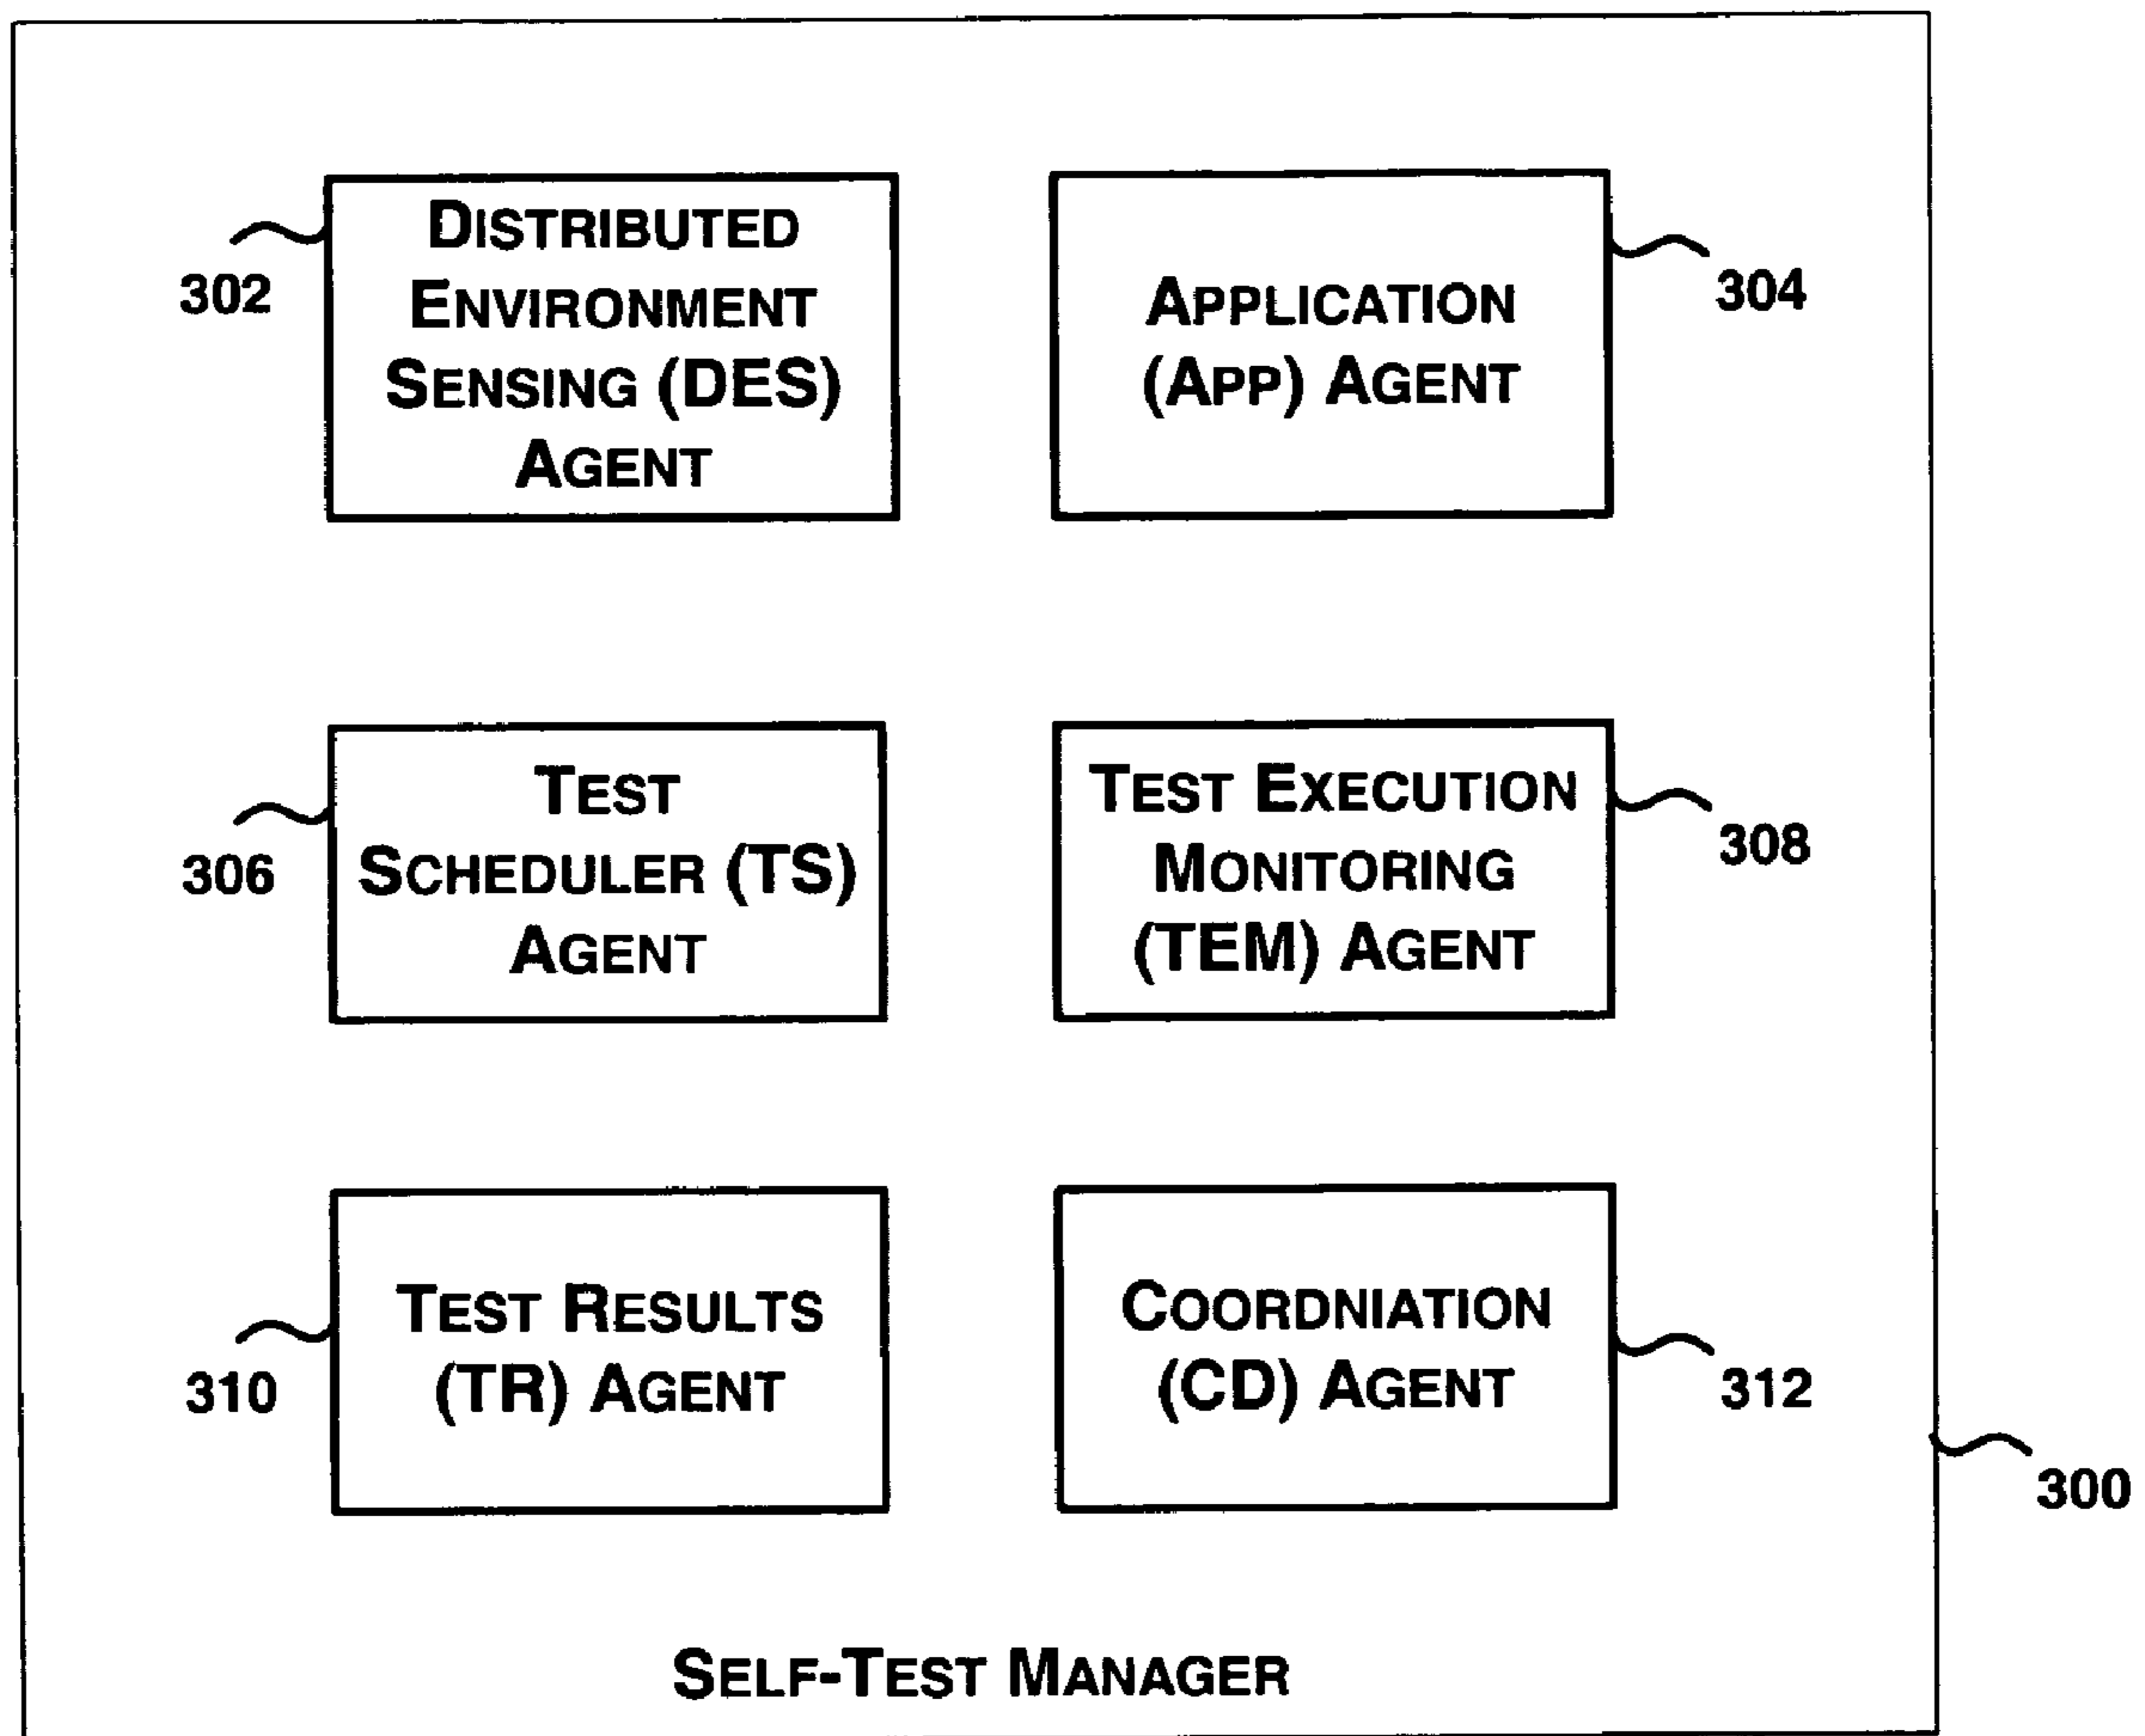 DISTRIBUTED
ENVIRONMENT
SENSING (DES)
AGENT
302
APPLICATION
(APP) AGENT
304
TEST
SCHEDULER (TS)
AGENT
306
TEST EXECUTION
MONITORING
(TEM) AGENT
308
TEST RESULTS
(TR) AGENT
310
COORDNIATION
(CD) AGENT
312
300
SELF-TEST MANAGER